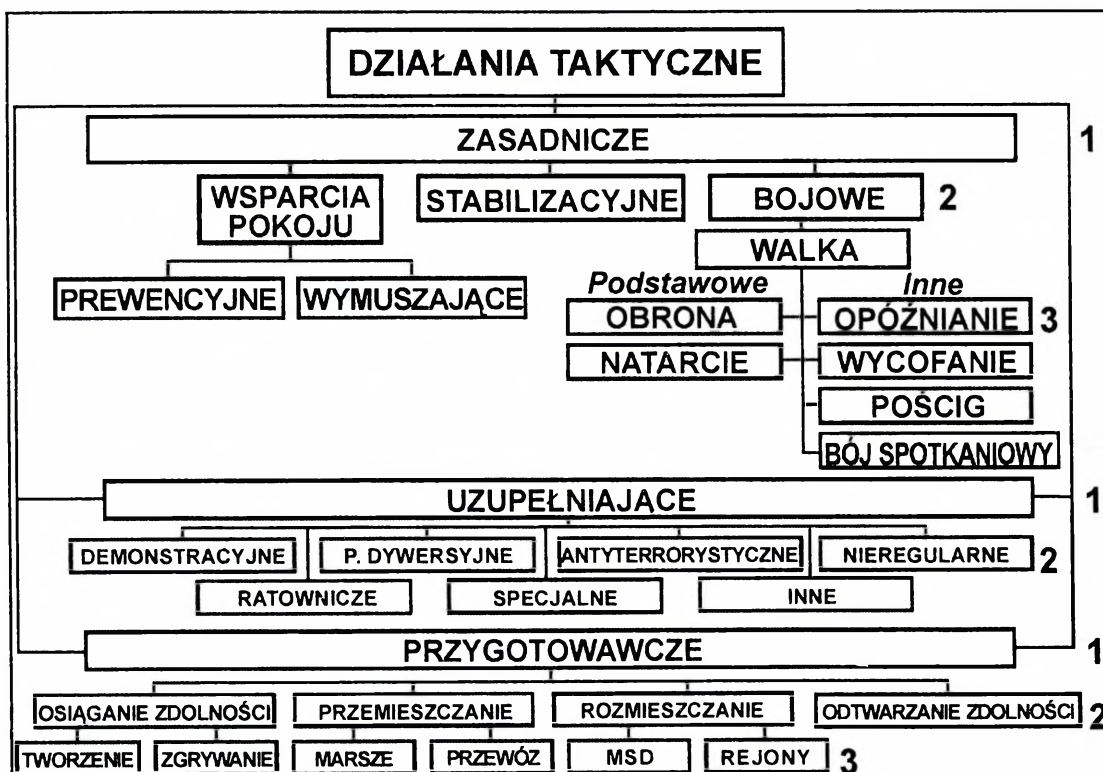 DZIAŁANIA TAKTYCZNE
ZASADNICZE 1
WSPARCIA POKOJU STABILIZACYJNE BOJOWE 2
WALKA
PREWENCYJNE WYMUSZAJĄCE Podstawowe Inne
OBRONA OPÓŹNIANIE 3
NATARCIE WYCOFANIE
POŚCIG
BÓJ SPOTKANIOWY
UZUPEŁNIAJĄCE 1
DEMONSTRACYJNE P. DYWERSYJNE ANTYTERRORYSTYCZNE NIEREGULARNE 2
RATOWNICZE SPECJALNE INNE
PRZYGOTOWAWCZE 1
OSIĄGANIE ZDOLNOŚCI PRZEMIESZCZANIE ROZMIESZCZANIE ODTWARZANIE ZDOLNOŚCI 2
TWORZENIE ZGRYWANIE MARSZE PRZEWÓZ MSD REJONY 3